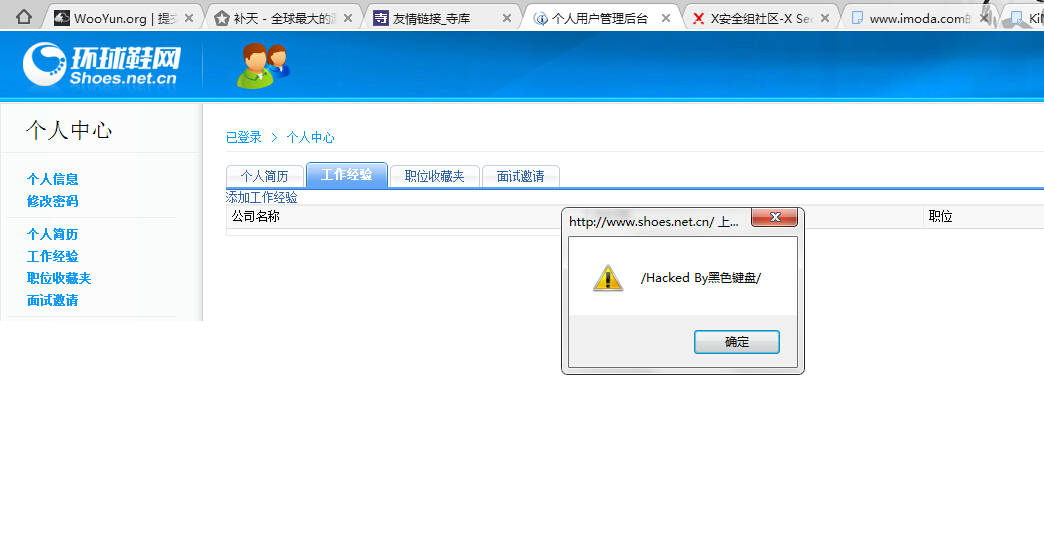 WooYun.org | 提交
补天 - 全球最大的
友情链接_寺库
个人用户管理后台
X安全组社区-X Sec
www.imoda.com的
环球鞋网
Shoes.net.cn
个人中心
个人信息
修改密码
个人简历
工作经验
职位收藏夹
面试邀请
已登录 > 个人中心
个人简历 工作经验 职位收藏夹 面试邀请
添加工作经验
公司名称 职位
http://www.shoes.net.cn/ 上...
/Hacked By黑色键盘/
确定